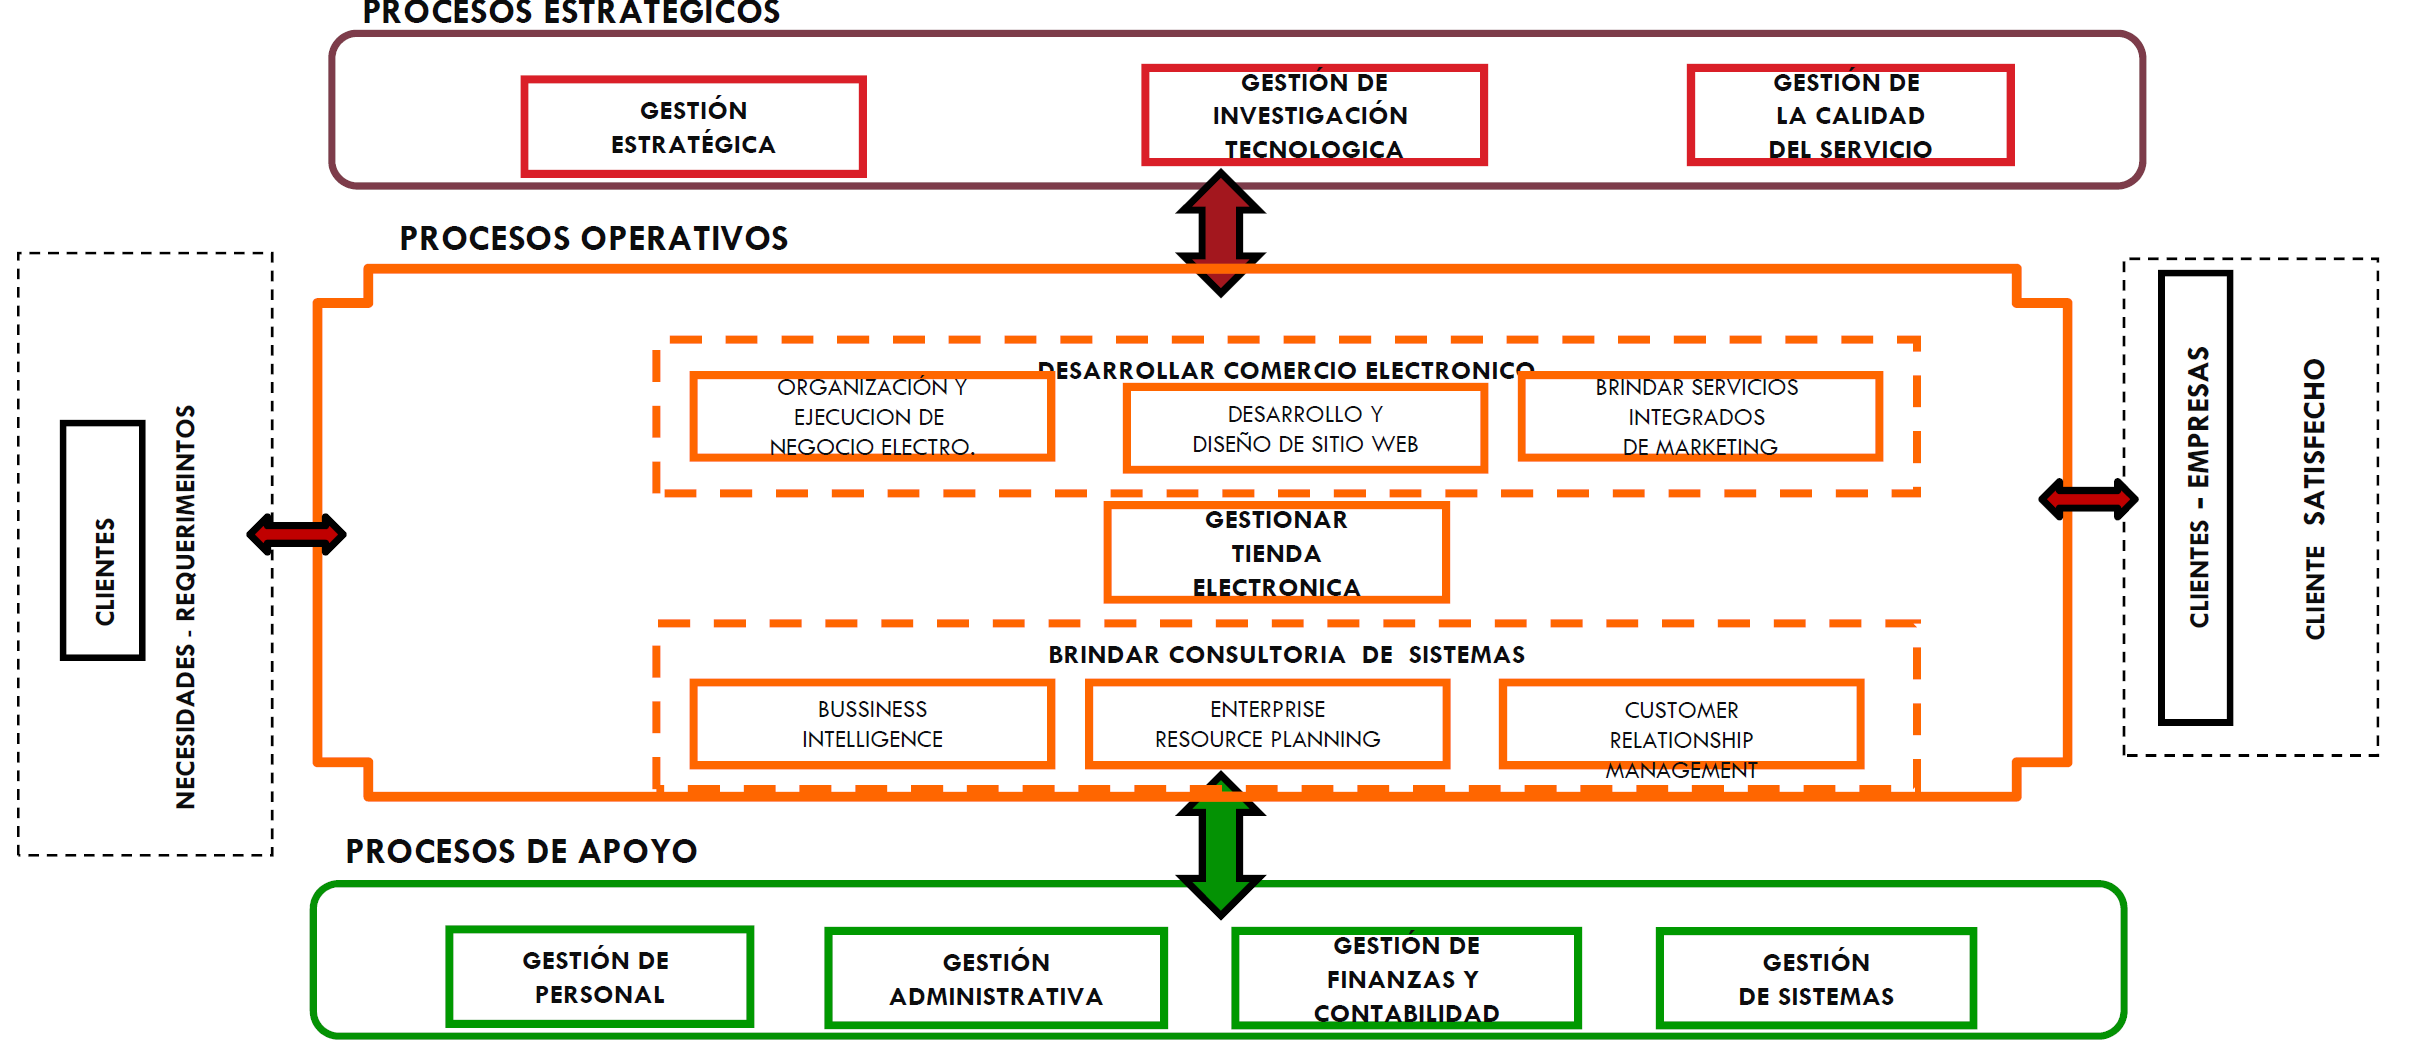 PROCESOS ESTRATEGICOS
GESTIÓN
ESTRATÉGICA
GESTIÓN DE
INVESTIGACIÓN
TECNOLOGICA
GESTIÓN DE
LA CALIDAD
DEL SERVICIO
PROCESOS OPERATIVOS
CLIENTES
NECESIDADES - REQUERIMEINTOS
DESARROLLAR COMERCIO ELECTRONICO
ORGANIZACIÓN Y
EJECUCION DE
NEGOCIO ELECTRO.
DESARROLLO Y
DISEÑO DE SITIO WEB
BRINDAR SERVICIOS
INTEGRADOS
DE MARKETING
GESTIONAR
TIENDA
ELECTRONICA
BRINDAR CONSULTORIA DE SISTEMAS
BUSSINESS
INTELLIGENCE
ENTERPRISE
RESOURCE PLANNING
CUSTOMER
RELATIONSHIP
MANAGEMENT
CLIENTES – EMPRESAS
CLIENTE SATISFECHO
PROCESOS DE APOYO
GESTIÓN DE
PERSONAL
GESTIÓN
ADMINISTRATIVA
GESTIÓN DE
FINANZAS Y
CONTABILIDAD
GESTIÓN
DE SISTEMAS